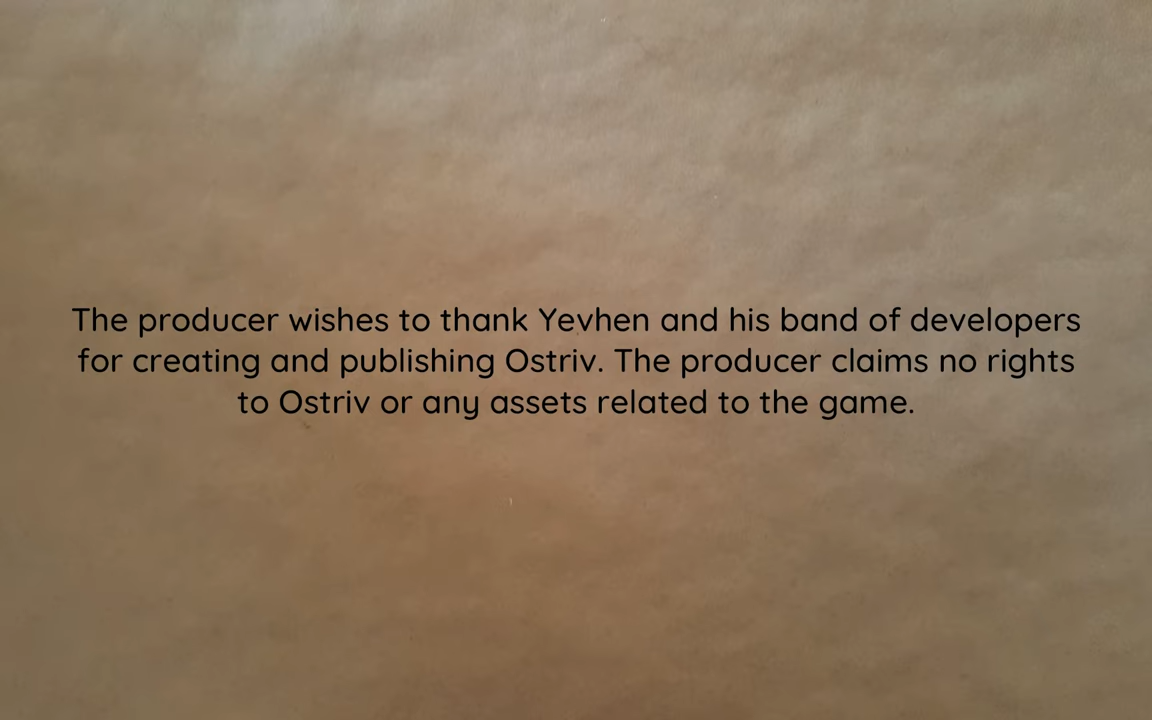 The producer wishes to thank Yevhen and his band of developers
for creating and publishing Ostriv. The producer claims no rights
to Ostriv or any assets related to the game.